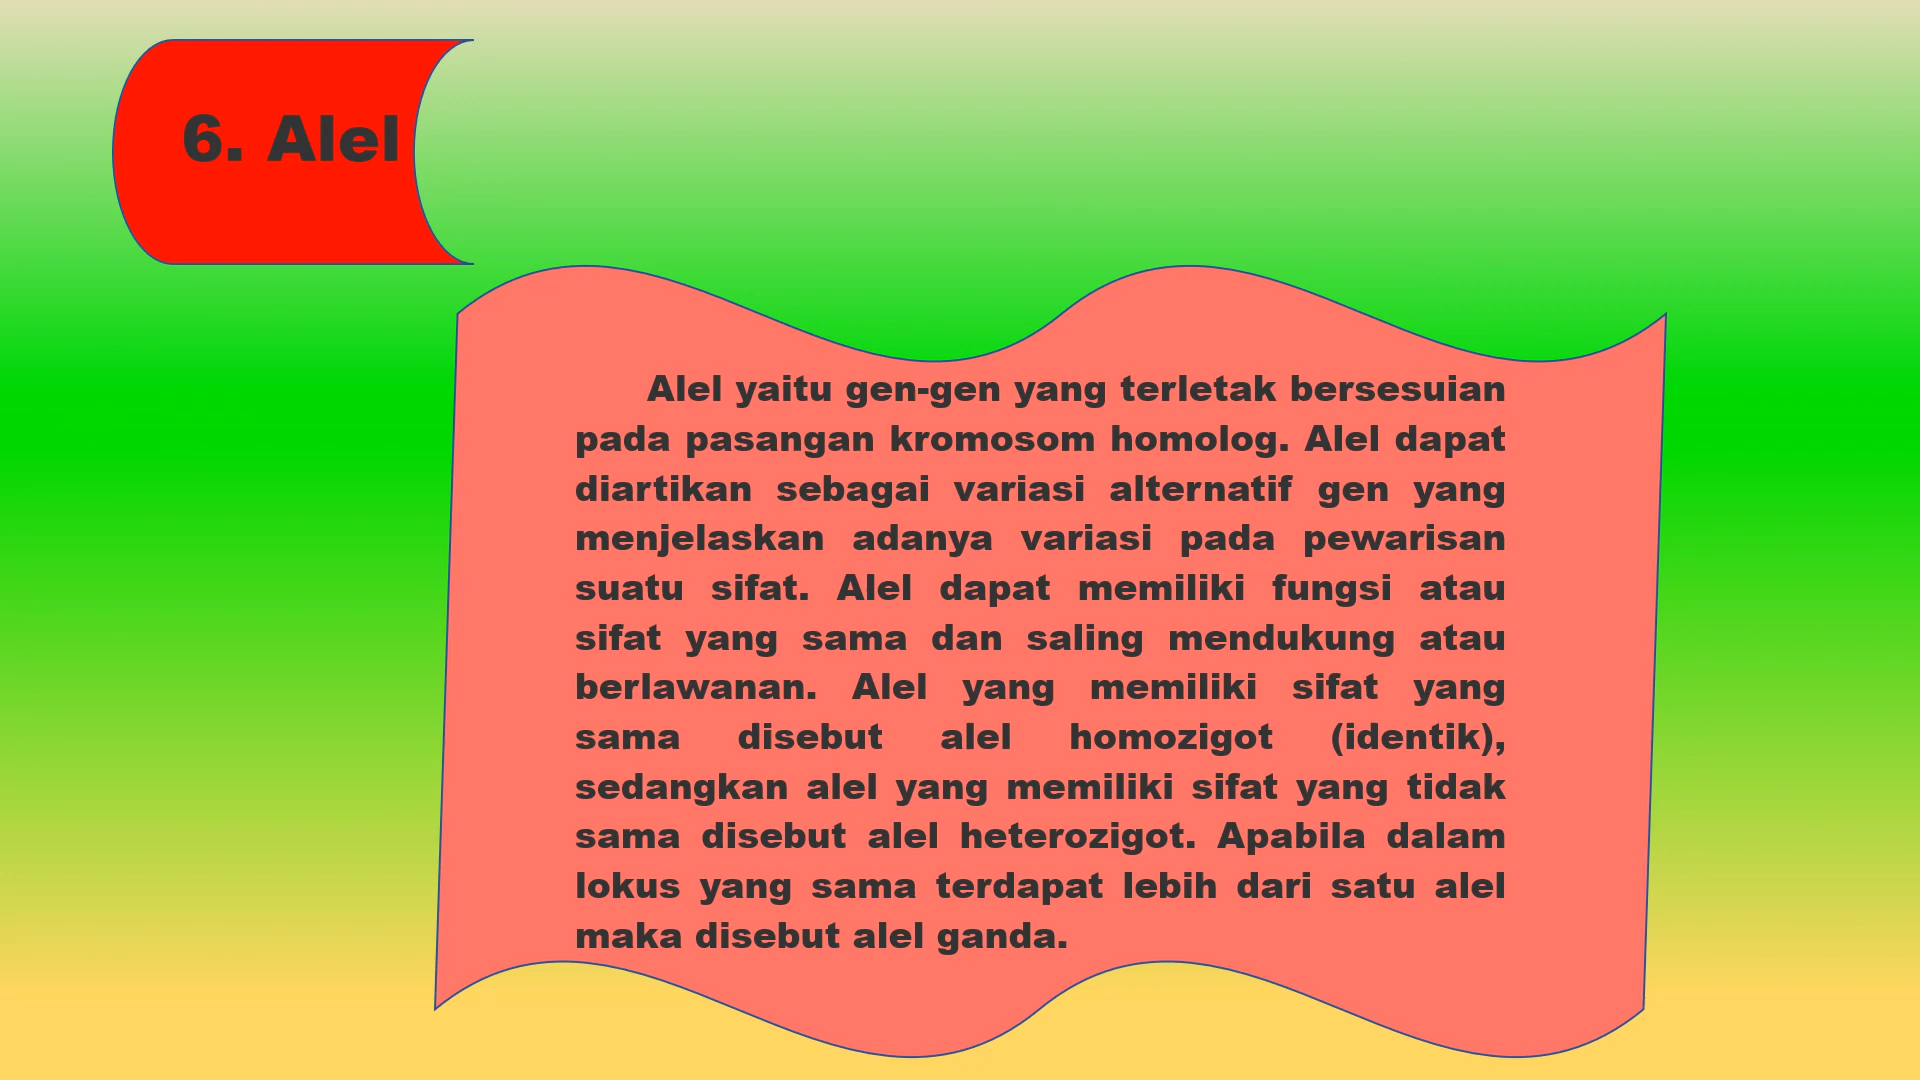 6. Alel
Alel yaitu gen-gen yang terletak bersesuian
pada pasangan kromosom homolog. Alel dapat
diartikan sebagai variasi alternatif gen yang
menjelaskan adanya variasi pada pewarisan
suatu sifat. Alel dapat memiliki fungsi atau
sifat yang sama dan saling mendukung atau
berlawanan. Alel yang memiliki sifat yang
sama disebut alel homozigot (identik),
sedangkan alel yang memiliki sifat yang tidak
sama disebut alel heterozigot. Apabila dalam
lokus yang sama terdapat lebih dari satu alel
maka disebut alel ganda.